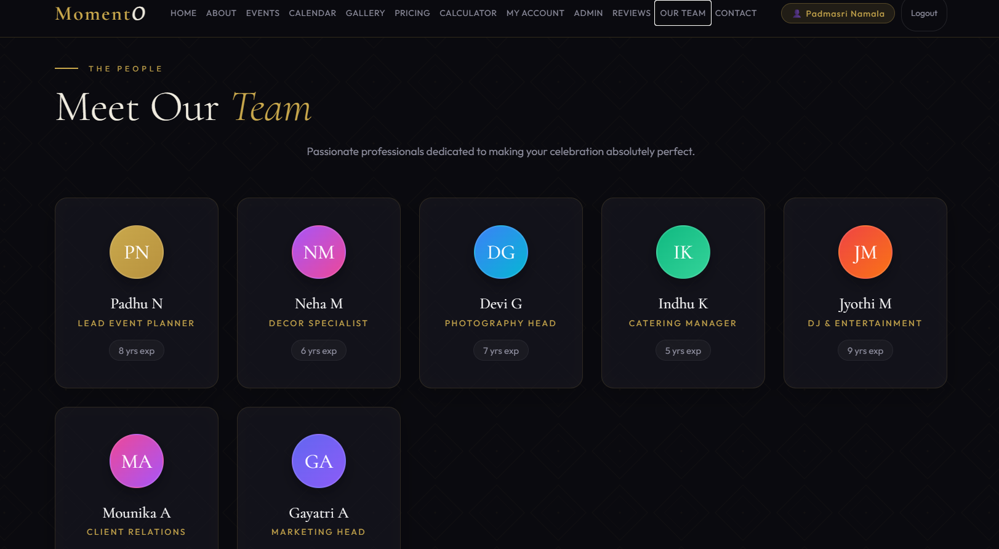 MomentO HOME ABOUT EVENTS CALENDAR GALLERY PRICING CALCULATOR MY ACCOUNT ADMIN REVIEWS OUR TEAM CONTACT Padmasri Namala Logout
THE PEOPLE
Meet Our Team
Passionate professionals dedicated to making your celebration absolutely perfect.
PN NM DG IK JM
Padhu N Neha M Devi G Indhu K Jyothi M
LEAD EVENT PLANNER DECOR SPECIALIST PHOTOGRAPHY HEAD CATERING MANAGER DJ & ENTERTAINMENT
8 yrs exp 6 yrs exp 7 yrs exp 5 yrs exp 9 yrs exp
MA GA
Mounika A Gayatri A
CLIENT RELATIONS MARKETING HEAD